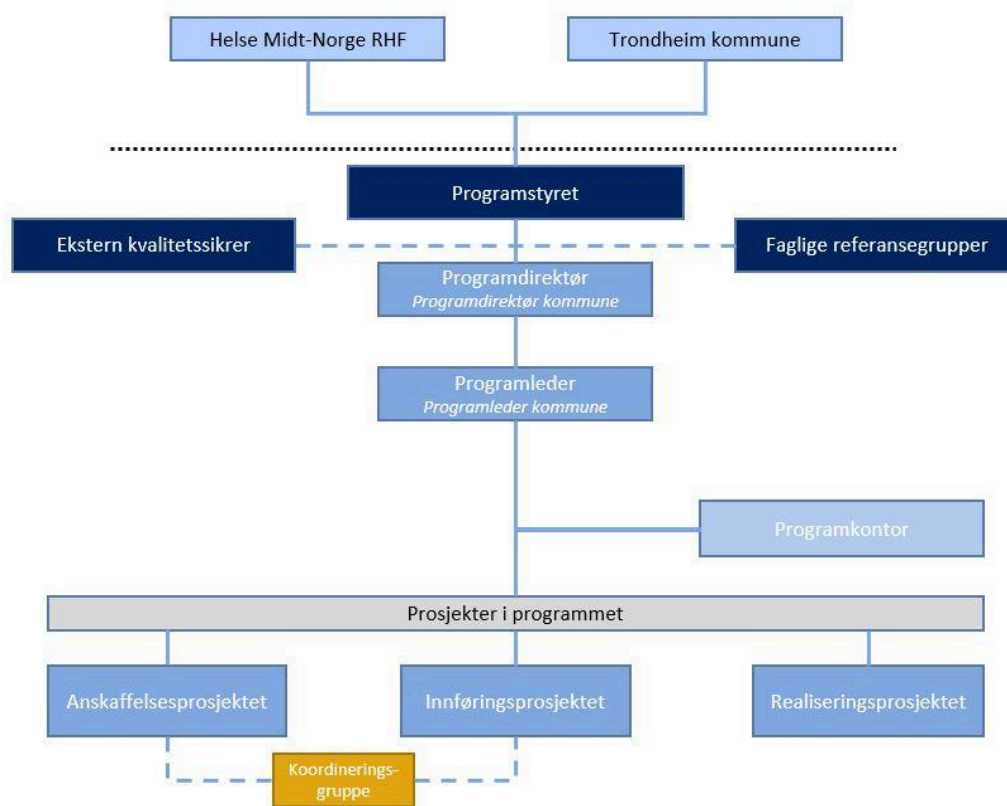 Helse Midt-Norge RHF
Trondheim kommune
Programstyret
Ekstern kvalitetssikrer
Faglige referansegrupper
Programdirektør
Programdirektør kommune
Programleder
Programleder kommune
Programkontor
Prosjekter i programmet
Anskaffelsesprosjektet
Innføringsprosjektet
Realiseringsprosjektet
Koordinerings-
gruppe